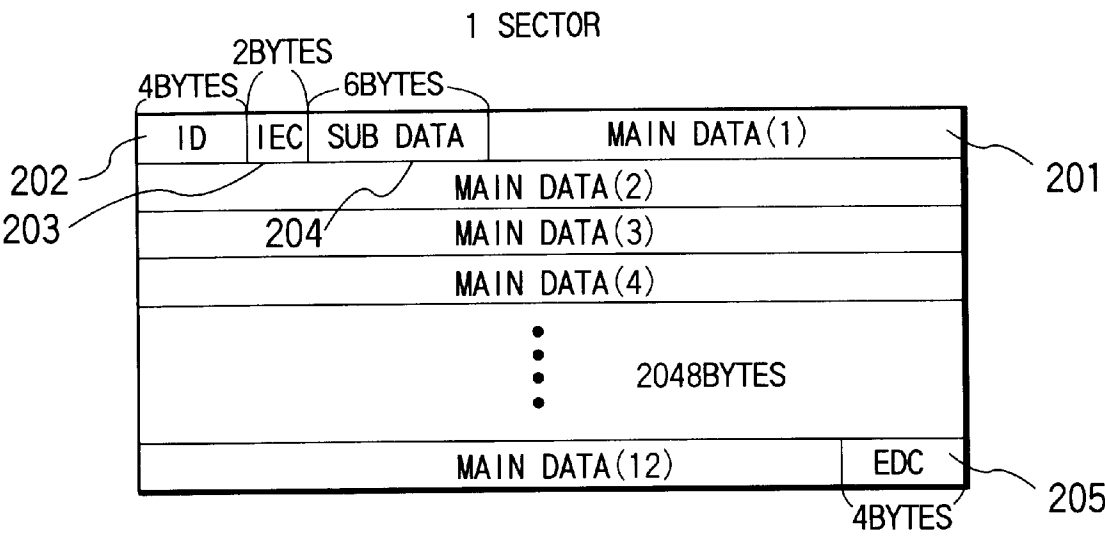 1 SECTOR
2BYTES
4BYTES 6BYTES
ID IEC SUB DATA MAIN DATA(1)
202 201
MAIN DATA(2)
203 204 MAIN DATA(3)
MAIN DATA(4)
2048BYTES
MAIN DATA(12) EDC
205
4BYTES